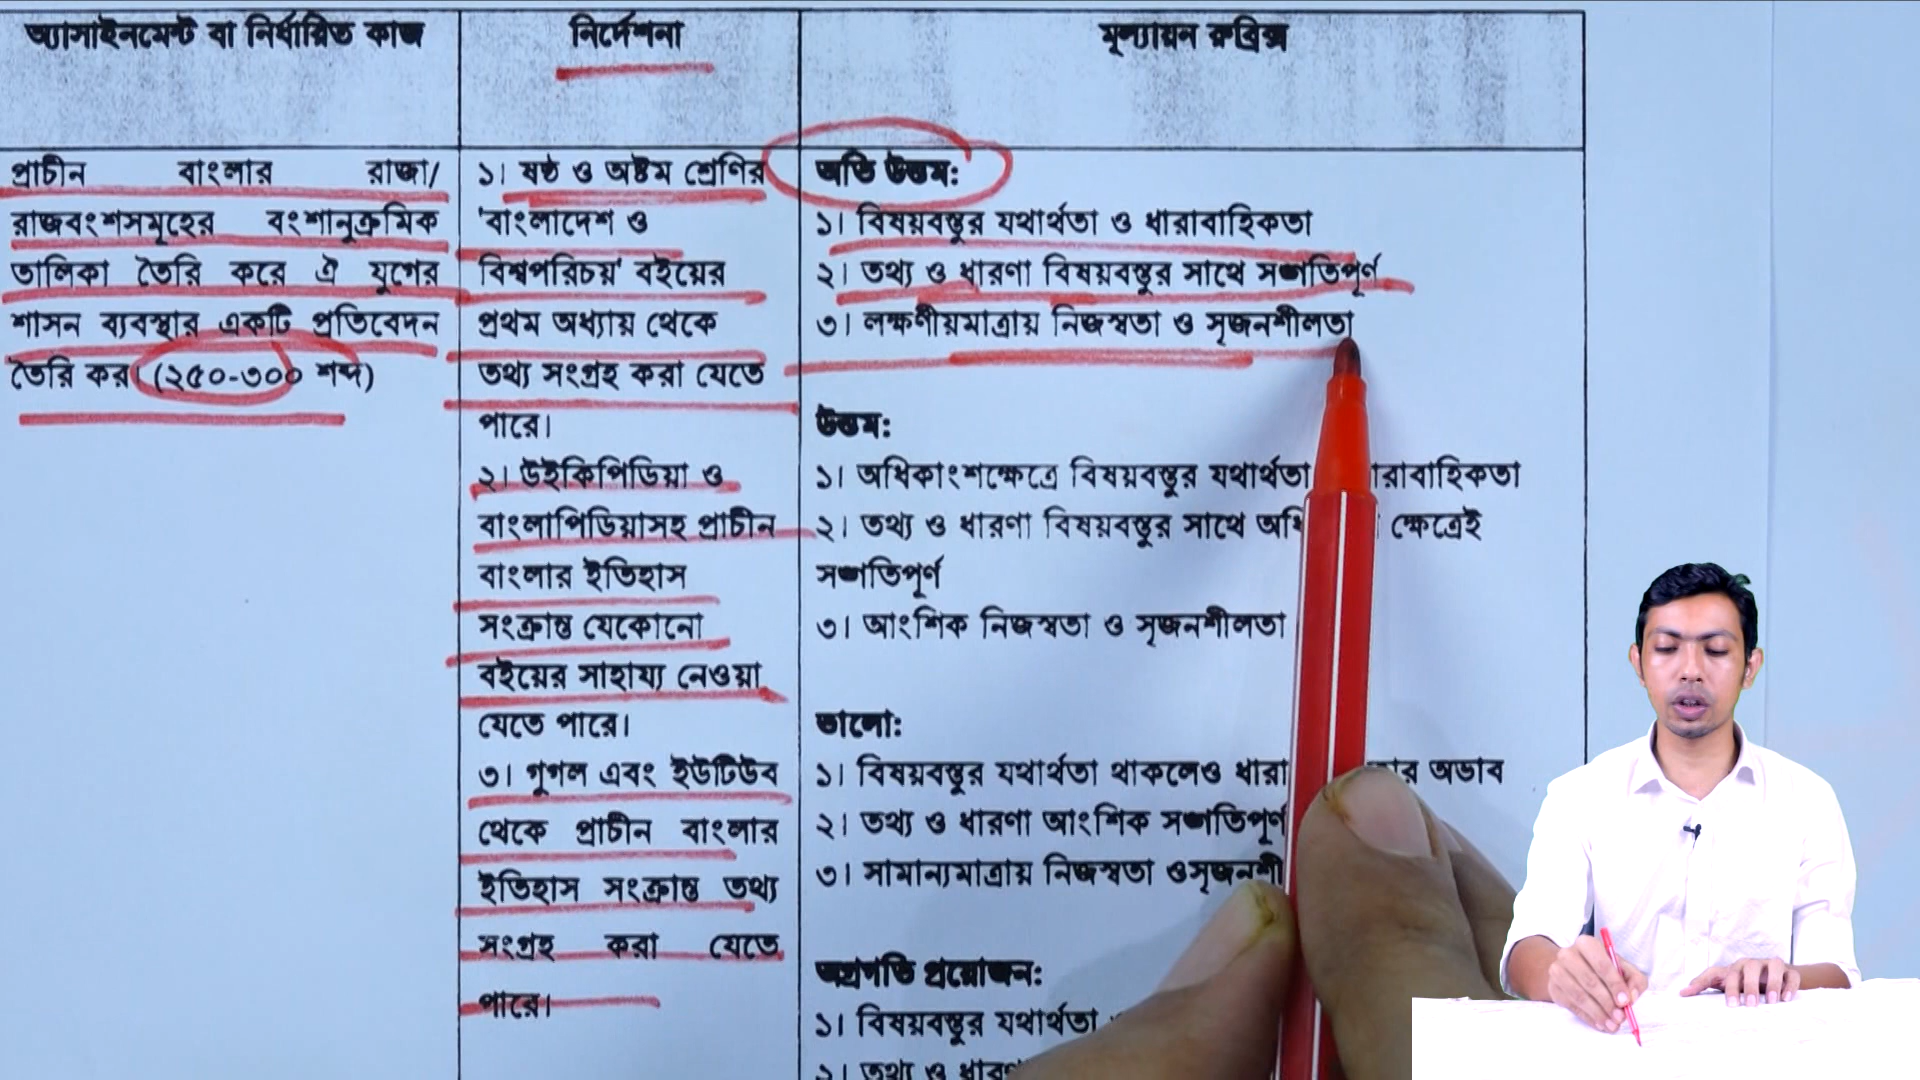 অ্যাসাইনমেন্ট বা নির্ধারিত কাজ
প্রাচীন বাংলার রাজা/
রাজবংশসমূহের বংশানুক্রমিক
তালিকা তৈরি করে ঐ যুগের
শাসন ব্যবস্থার একটি প্রতিবেদন
তৈরি কর। (২৫০-৩০০ শব্দ)
নির্দেশনা
১। ষষ্ঠ ও অষ্টম শ্রেণির
'বাংলাদেশ ও
বিশ্বপরিচয়' বইয়ের
প্রথম অধ্যায় থেকে
তথ্য সংগ্রহ করা যেতে
পারে।
২। উইকিপিডিয়া ও
বাংলাপিডিয়াসহ প্রাচীন
বাংলার ইতিহাস
সংক্রান্ত যেকোনো
বইয়ের সাহায্য নেওয়া
যেতে পারে।
৩। গুগল এবং ইউটিউব
থেকে প্রাচীন বাংলার
ইতিহাস সংক্রান্ত তথ্য
সংগ্রহ করা যেতে
পারে।
মূল্যায়ন রুব্রিক্স
অতি উত্তম:
১। বিষয়বস্তুর যথার্থতা ও ধারাবাহিকতা
২। তথ্য ও ধারণা বিষয়বস্তুর সাথে সঙ্গতিপূর্ণ
৩। লক্ষণীয়মাত্রায় নিজস্বতা ও সৃজনশীলতা
উত্তম:
১। অধিকাংশক্ষেত্রে বিষয়বস্তুর যথার্থতা
২। তথ্য ও ধারণা বিষয়বস্তুর সাথে ক্ষেত্রেই
সঙ্গতিপূর্ণ
৩। আংশিক নিজস্বতা ও সৃজনশীলতা
ভালো:
১। বিষয়বস্তুর যথার্থতা থাকলেও অভাব
২। তথ্য ও ধারণা আংশিক সঙ্গতিপূর্ণ
৩। সামান্যমাত্রায় নিজস্বতা ও
অগ্রগতি প্রয়োজন:
১। বিষয়বস্তুর যথার্থতা
২। তথ্য ও